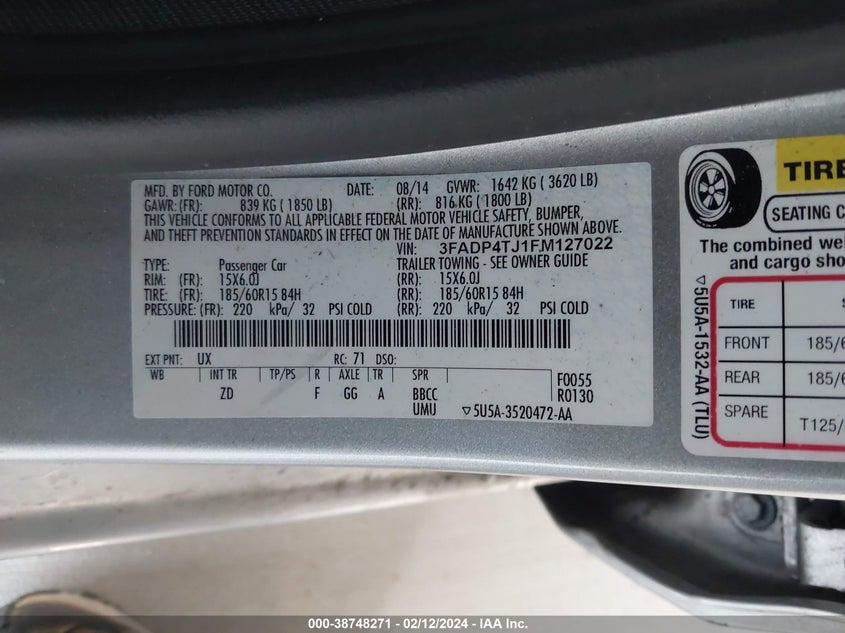 MFD. BY FORD MOTOR CO. DATE: 08/14 GVWR: 1642 KG ( 3620 LB)
GAWR: (FR): 839 KG ( 1850 LB) (RR): 816 KG ( 1800 LB)
THIS VEHICLE CONFORMS TO ALL APPLICABLE FEDERAL MOTOR VEHICLE SAFETY, BUMPER,
AND THEFT PREVENTION STANDARDS IN EFFECT ON THE DATE OF MANUFACTURE SHOWN ABOVE.
VIN: 3FADP4TJ1FM127022
TYPE: Passenger Car TRAILER TOWING - SEE OWNER GUIDE
RIM: (FR): 15X6.0J (RR): 15X6.0J
TIRE: (FR): 185/60R15 84H (RR): 185/60R15 84H
PRESSURE: (FR): 220 kPa/ 32 PSI COLD (RR): 220 kPa/ 32 PSI COLD
EXT PNT: UX RC: 71 DSO:
WB INT TR TP/PS R AXLE TR SPR F0055
ZD F GG A BBCC R0130
UMU ▽5U5A-3520472-AA
TIRE
SEATING C
The combined wei
and cargo sho
▽5U5A-1532-AA (TLU)
TIRE S
FRONT 185/6
REAR 185/6
SPARE T125/
000-38748271 - 02/12/2024 - IAA Inc.